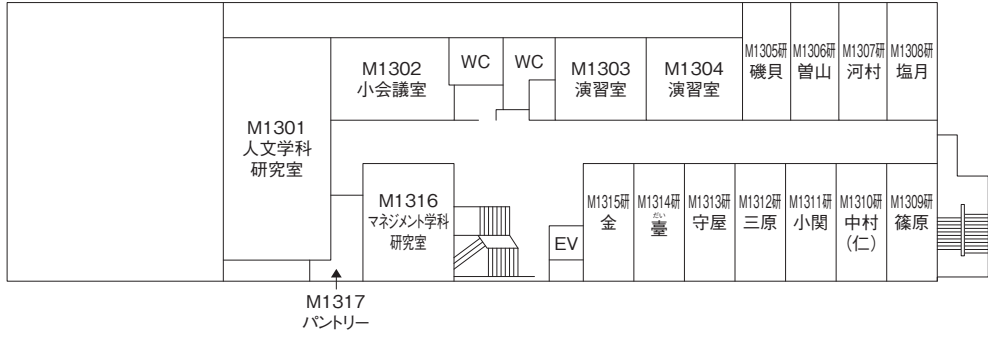 M1301
人文学科
研究室
M1302
小会議室
WC
WC
M1303
演習室
M1304
演習室
M1305研
磯貝
M1306研
曽山
M1307研
河村
M1308研
塩月
M1316
マネジメント学科
研究室
EV
M1315研
金
M1314研
だい
臺
M1313研
守屋
M1312研
三原
M1311研
小関
M1310研
中村
(仁)
M1309研
篠原
M1317
パントリー